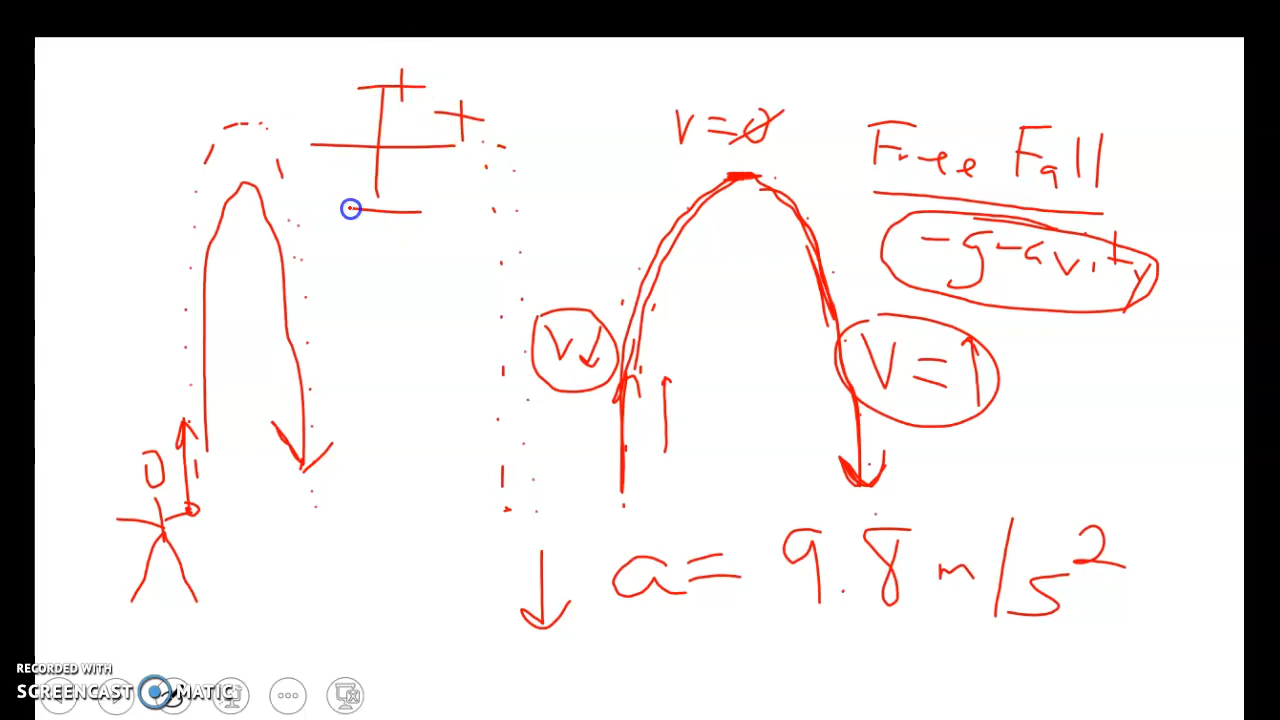 v = 0
Free Fall
- gravity
V↓
V = ↑
↓ a = 9.8 m/s²
+
+
-
RECORDED WITH
SCREENCAST MATIC